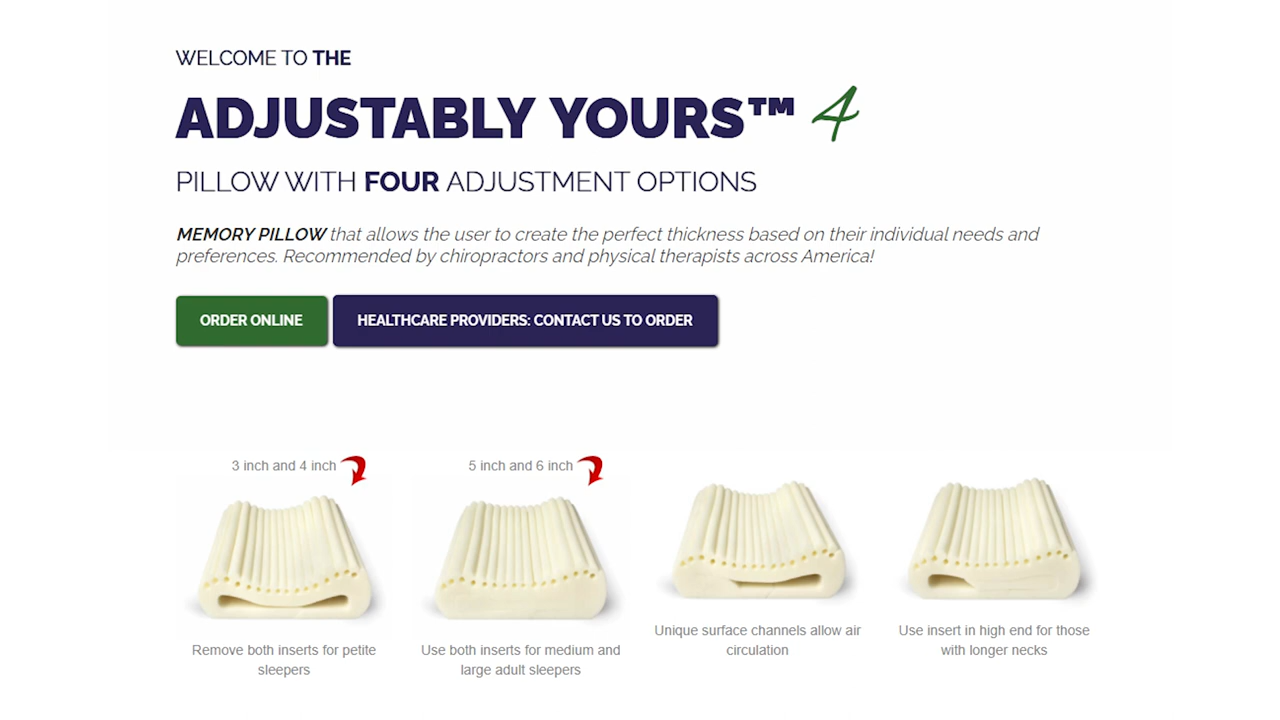 WELCOME TO THE
ADJUSTABLY YOURS™ 4
PILLOW WITH FOUR ADJUSTMENT OPTIONS
MEMORY PILLOW that allows the user to create the perfect thickness based on their individual needs and
preferences. Recommended by chiropractors and physical therapists across America!
ORDER ONLINE
HEALTHCARE PROVIDERS: CONTACT US TO ORDER
3 inch and 4 inch
5 inch and 6 inch
Remove both inserts for petite
sleepers
Use both inserts for medium and
large adult sleepers
Unique surface channels allow air
circulation
Use insert in high end for those
with longer necks